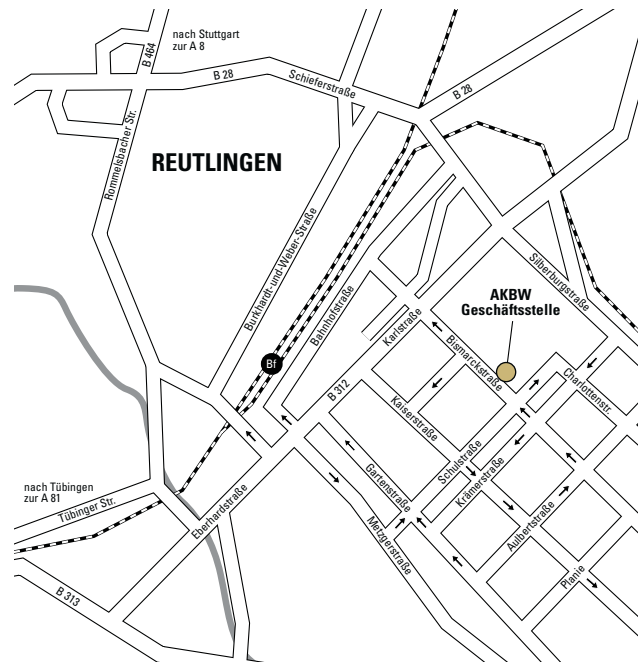 nach Stuttgart
zur A 8
B 464
B 28
Schieferstraße
B 28
Rommelsbacher Str.
REUTLINGEN
Burkhardt-und-Weber-Straße
Silberburgstraße
AKBW
Geschäftsstelle
Bahnhofstraße
Karlstraße
Bismarckstraße
Bf
B 312
Charlottenstr.
Kaiserstraße
Schulstraße
Gartenstraße
Krämerstraße
nach Tübingen
zur A 81
Tübinger Str.
Eberhardstraße
Metzgerstraße
Aulbertstraße
Planie
B 313